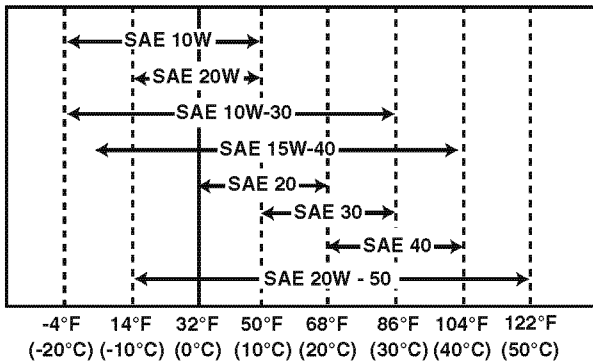 SAE 10W
SAE 20W
SAE 10W-30
SAE 15W-40
SAE 20
SAE 30
SAE 40
SAE 20W - 50
-4°F 14°F 32°F 50°F 68°F 86°F 104°F 122°F
(-20°C) (-10°C) (0°C) (10°C) (20°C) (30°C) (40°C) (50°C)